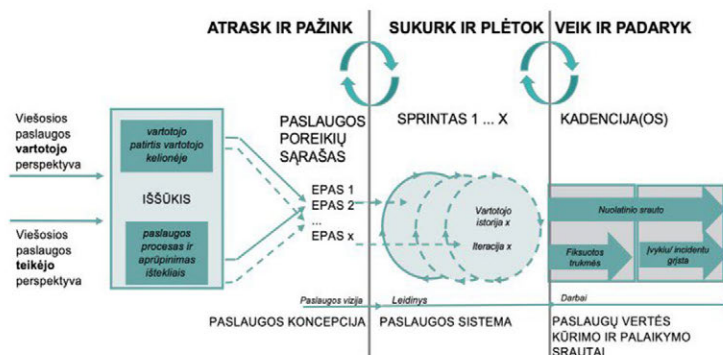 ATRASK IR PAŽINK
SUKURK IR PLĖTOK
VEIK IR PADARYK
Viešosios
paslaugos
vartotojo
perspektyva
Viešosios
paslaugos
teikėjo
perspektyva
vartotojo
patirtis vartotojo
kelionėje
IŠŠŪKIS
paslaugos
procesas ir
aprūpinimas
ištekliais
PASLAUGOS
POREIKIŲ
SĄRAŠAS
EPAS 1
EPAS 2
...
EPAS x
SPRINTAS 1 ... X
Vartotojo
istorija x
Iteracija x
KADENCIJA(OS)
Nuolatinio srauto
Fiksuotos
trukmės
Įvykiu/ incidentu
grįsta
Paslaugos vizija
Leidinys
Darbai
PASLAUGOS KONCEPCIJA
PASLAUGOS SISTEMA
PASLAUGŲ VERTĖS
KŪRIMO IR PALAIKYMO
SRAUTAI